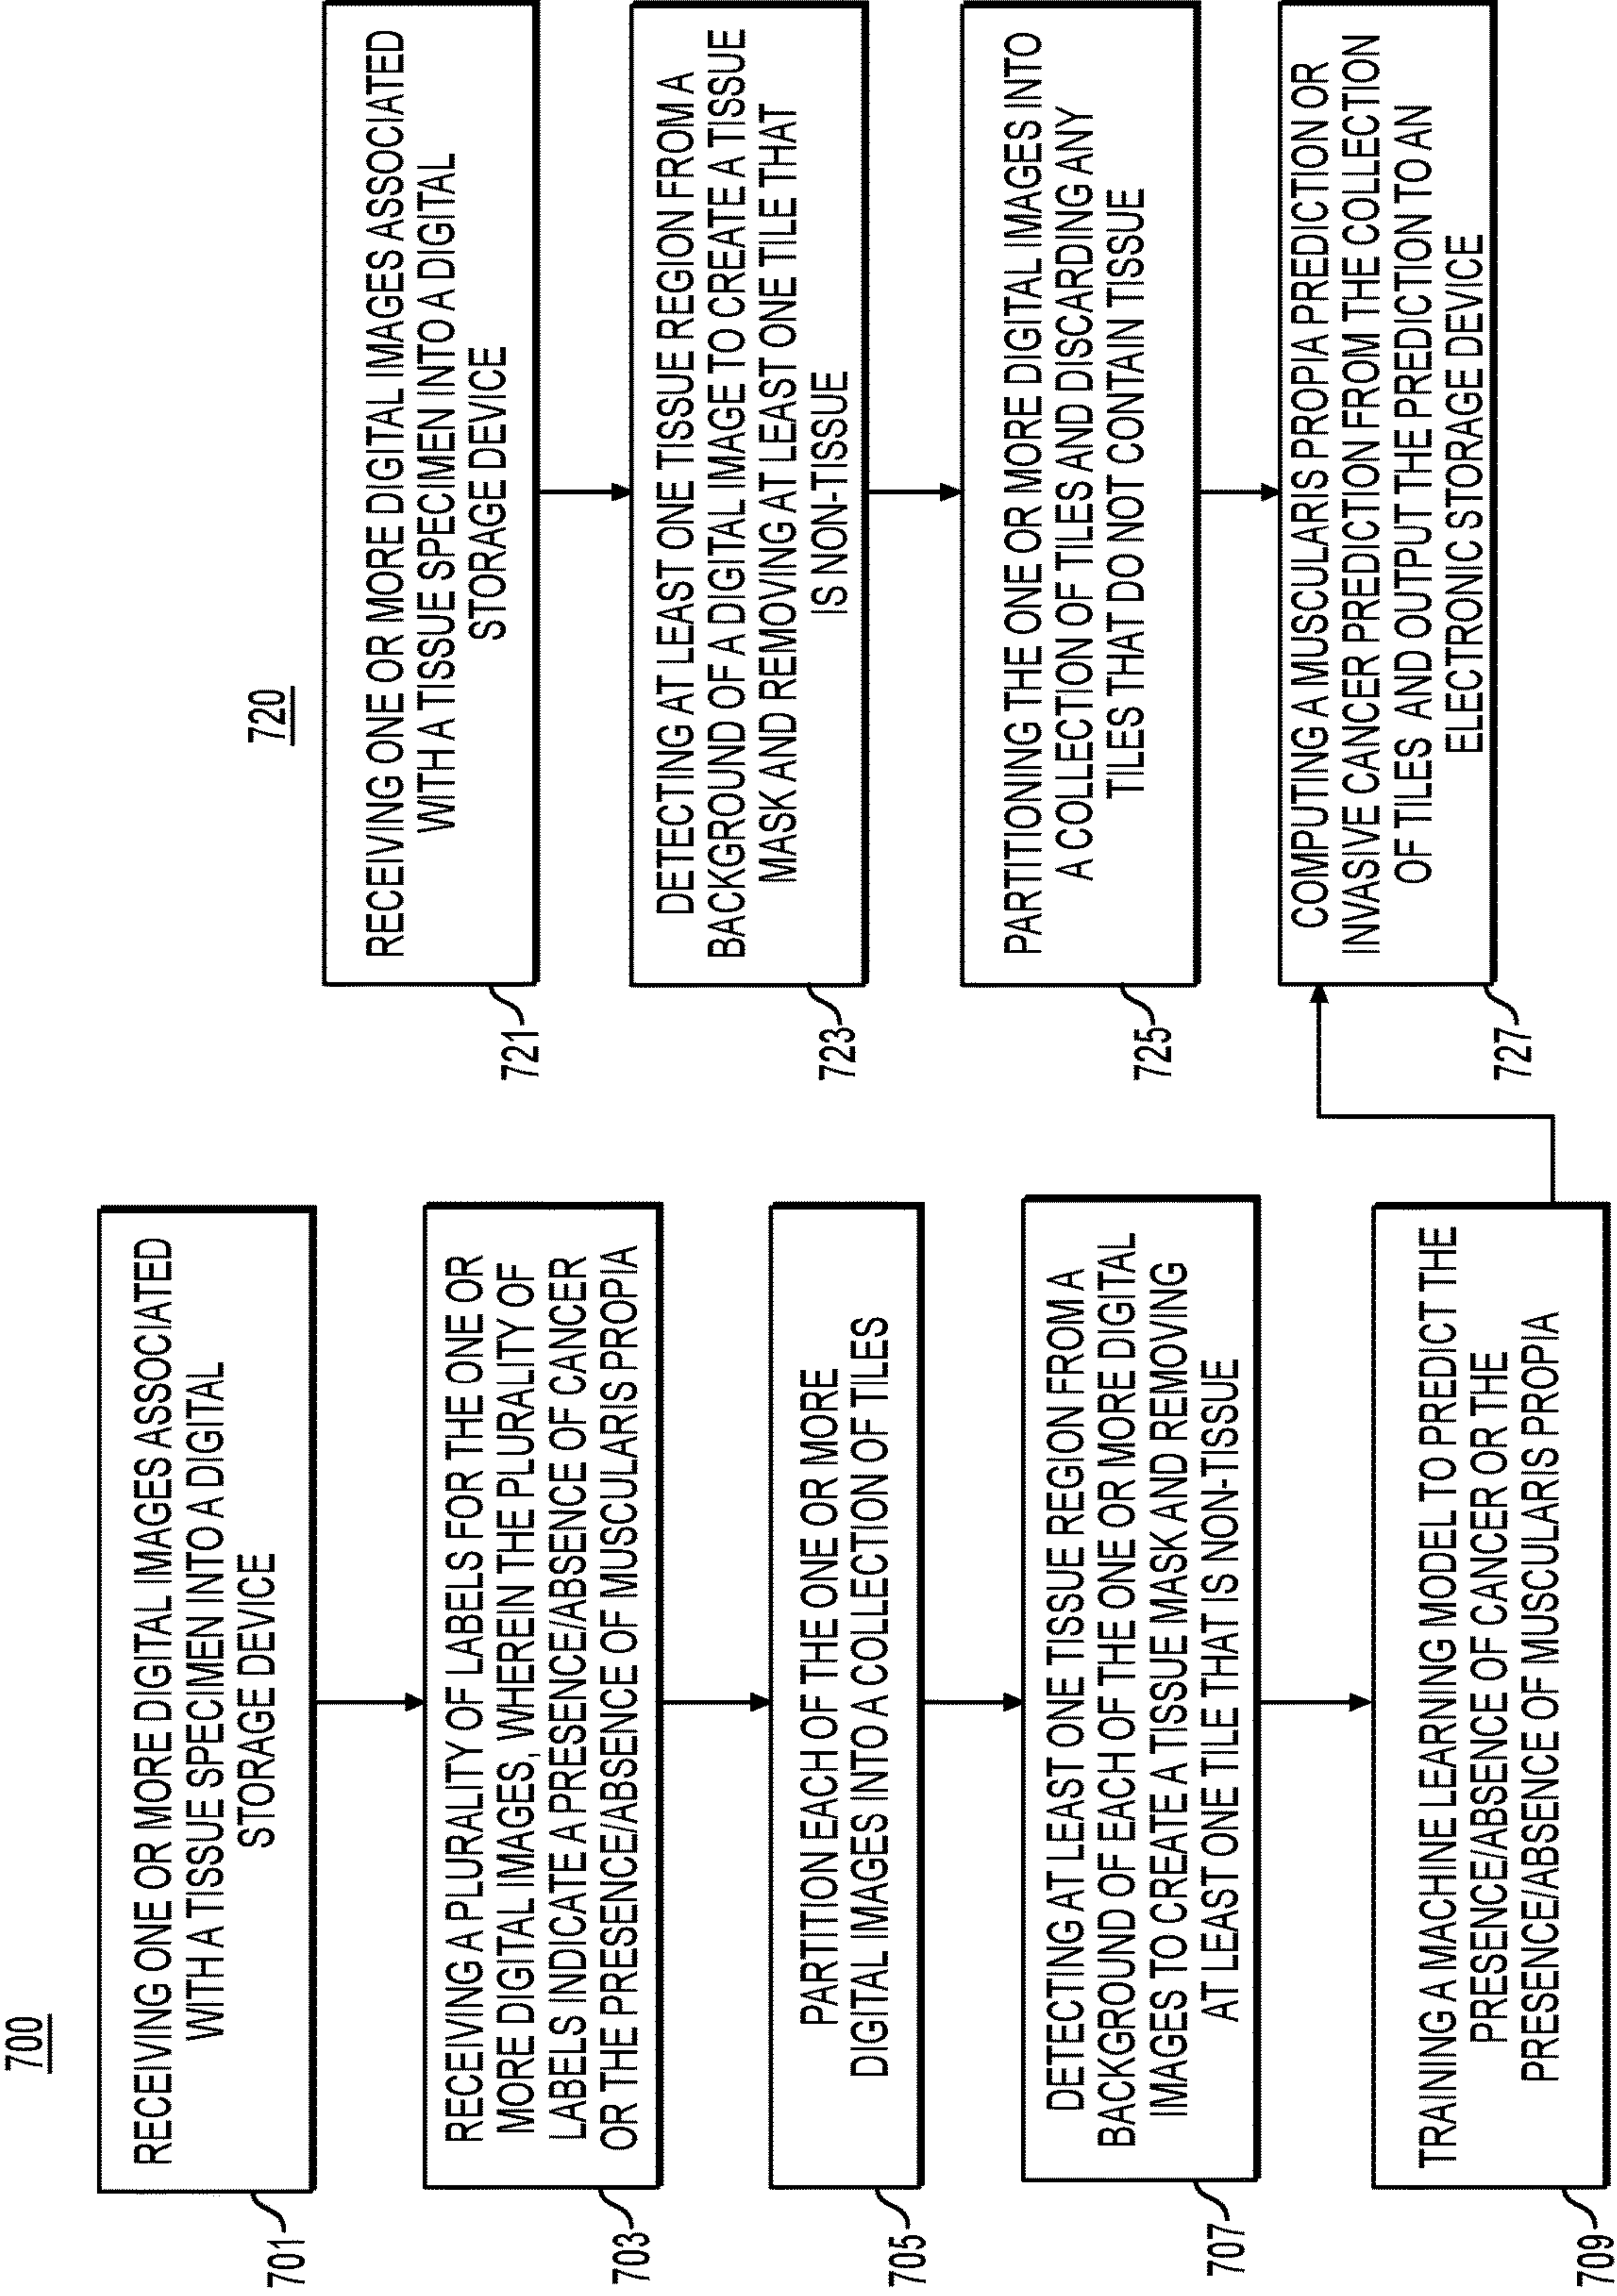 700
701
RECEIVING ONE OR MORE DIGITAL IMAGES ASSOCIATED
WITH A TISSUE SPECIMEN INTO A DIGITAL
STORAGE DEVICE
703
RECEIVING A PLURALITY OF LABELS FOR THE ONE OR
MORE DIGITAL IMAGES, WHEREIN THE PLURALITY OF
LABELS INDICATE A PRESENCE/ABSENCE OF CANCER
OR THE PRESENCE/ABSENCE OF MUSCULARIS PROPIA
705
PARTITION EACH OF THE ONE OR MORE
DIGITAL IMAGES INTO A COLLECTION OF TILES
707
DETECTING AT LEAST ONE TISSUE REGION FROM A
BACKGROUND OF EACH OF THE ONE OR MORE DIGITAL
IMAGES TO CREATE A TISSUE MASK AND REMOVING
AT LEAST ONE TILE THAT IS NON-TISSUE
709
TRAINING A MACHINE LEARNING MODEL TO PREDICT THE
PRESENCE/ABSENCE OF CANCER OR THE
PRESENCE/ABSENCE OF MUSCULARIS PROPIA
720
721
RECEIVING ONE OR MORE DIGITAL IMAGES ASSOCIATED
WITH A TISSUE SPECIMEN INTO A DIGITAL
STORAGE DEVICE
723
DETECTING AT LEAST ONE TISSUE REGION FROM A
BACKGROUND OF A DIGITAL IMAGE TO CREATE A TISSUE
MASK AND REMOVING AT LEAST ONE TILE THAT
IS NON-TISSUE
725
PARTITIONING THE ONE OR MORE DIGITAL IMAGES INTO
A COLLECTION OF TILES AND DISCARDING ANY
TILES THAT DO NOT CONTAIN TISSUE
727
COMPUTING A MUSCULARIS PROPIA PREDICTION OR
INVASIVE CANCER PREDICTION FROM THE COLLECTION
OF TILES AND OUTPUT THE PREDICTION TO AN
ELECTRONIC STORAGE DEVICE